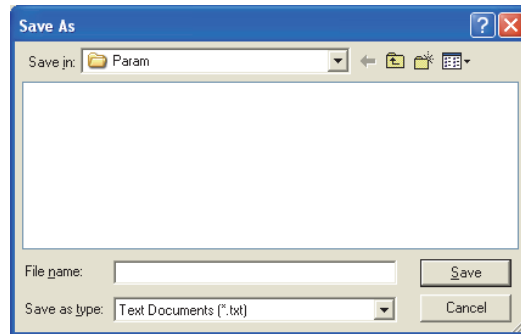 Save As
Save in: Param
File name:
Save
Save as type: Text Documents (*.txt)
Cancel